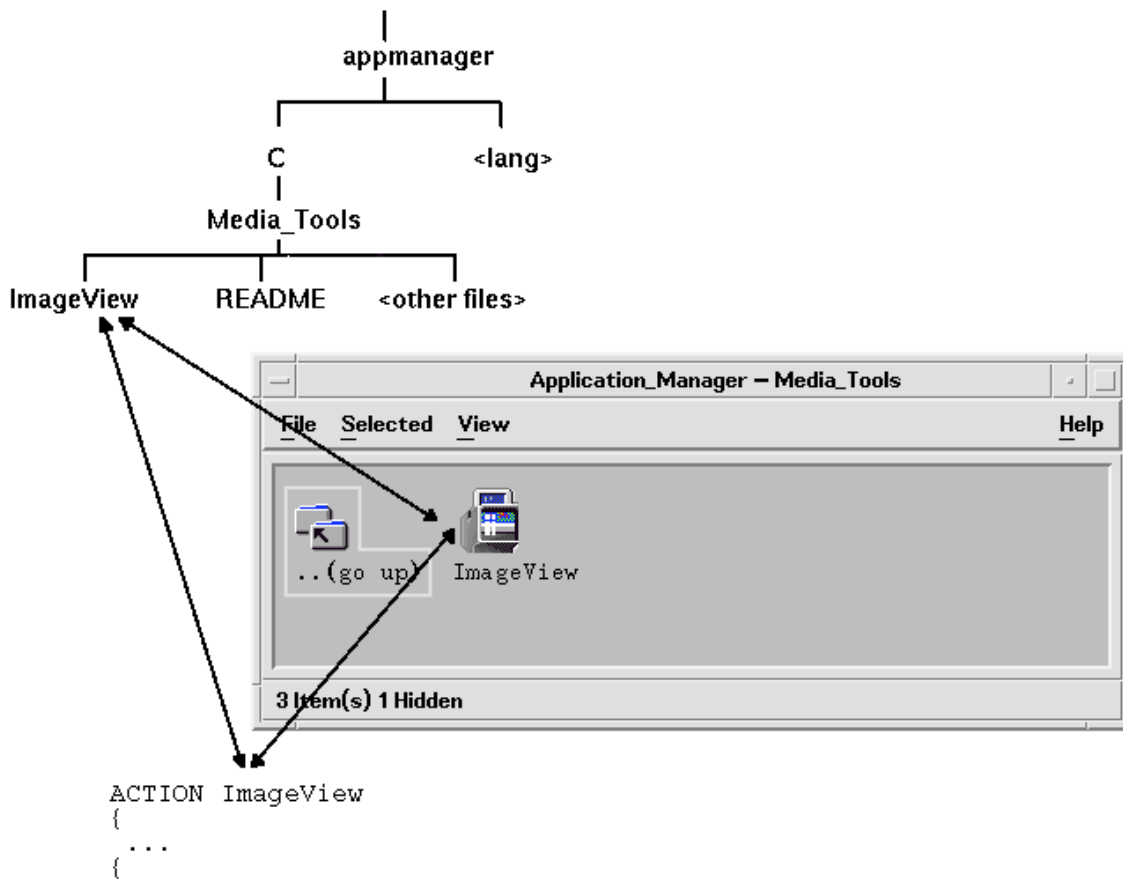 appmanager
C <lang>
Media_Tools
ImageView README <other files>
Application_Manager – Media_Tools
File Selected View Help
..(go up) ImageView
3 Item(s) 1 Hidden
ACTION ImageView
{
...
{